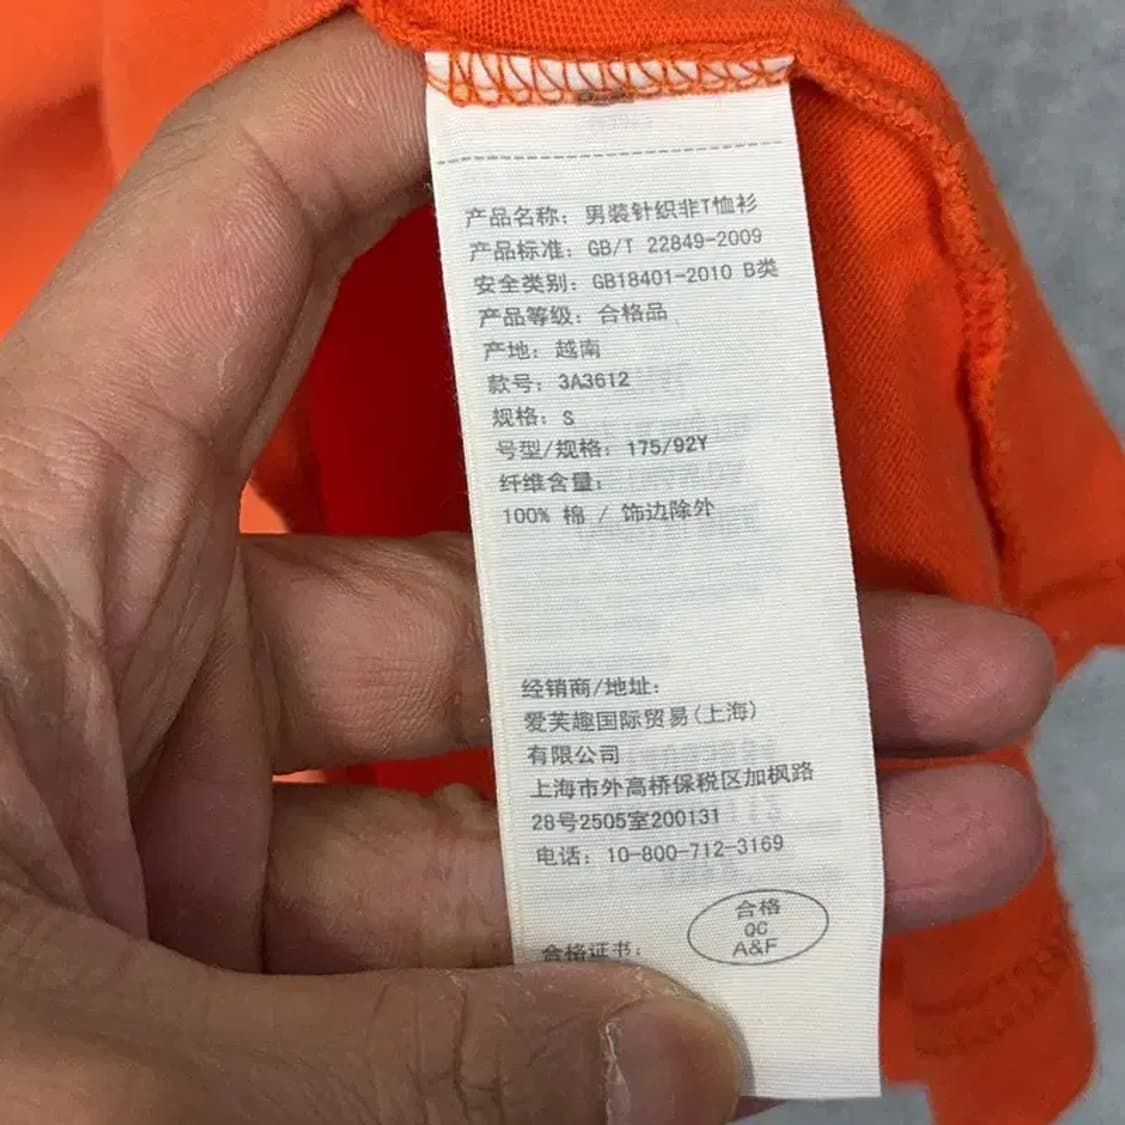 产品名称：男装针织非T恤衫
产品标准：GB/T 22849-2009
安全类别：GB18401-2010 B类
产品等级：合格品
产地：越南
款号：3A3612
规格：S
号型/规格：175/92Y
纤维含量：
100% 棉 / 饰边除外
经销商/地址：
爱芙趣国际贸易(上海)
有限公司
上海市外高桥保税区加枫路
28号2505室200131
电话：10-800-712-3169
合格
QC
A&F
合格证书：